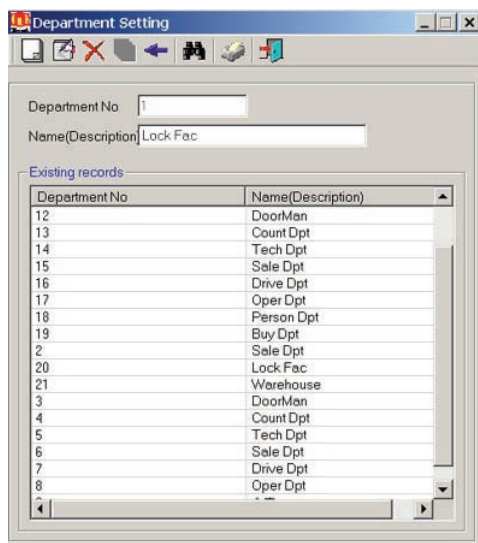 Department Setting
Department No 1
Name(Description) Lock Fac
Existing records
Department No Name(Description)
12 DoorMan
13 Count Dpt
14 Tech Dpt
15 Sale Dpt
16 Drive Dpt
17 Oper Dpt
18 Person Dpt
19 Buy Dpt
2 Sale Dpt
20 Lock Fac
21 Warehouse
3 DoorMan
4 Count Dpt
5 Tech Dpt
6 Sale Dpt
7 Drive Dpt
8 Oper Dpt